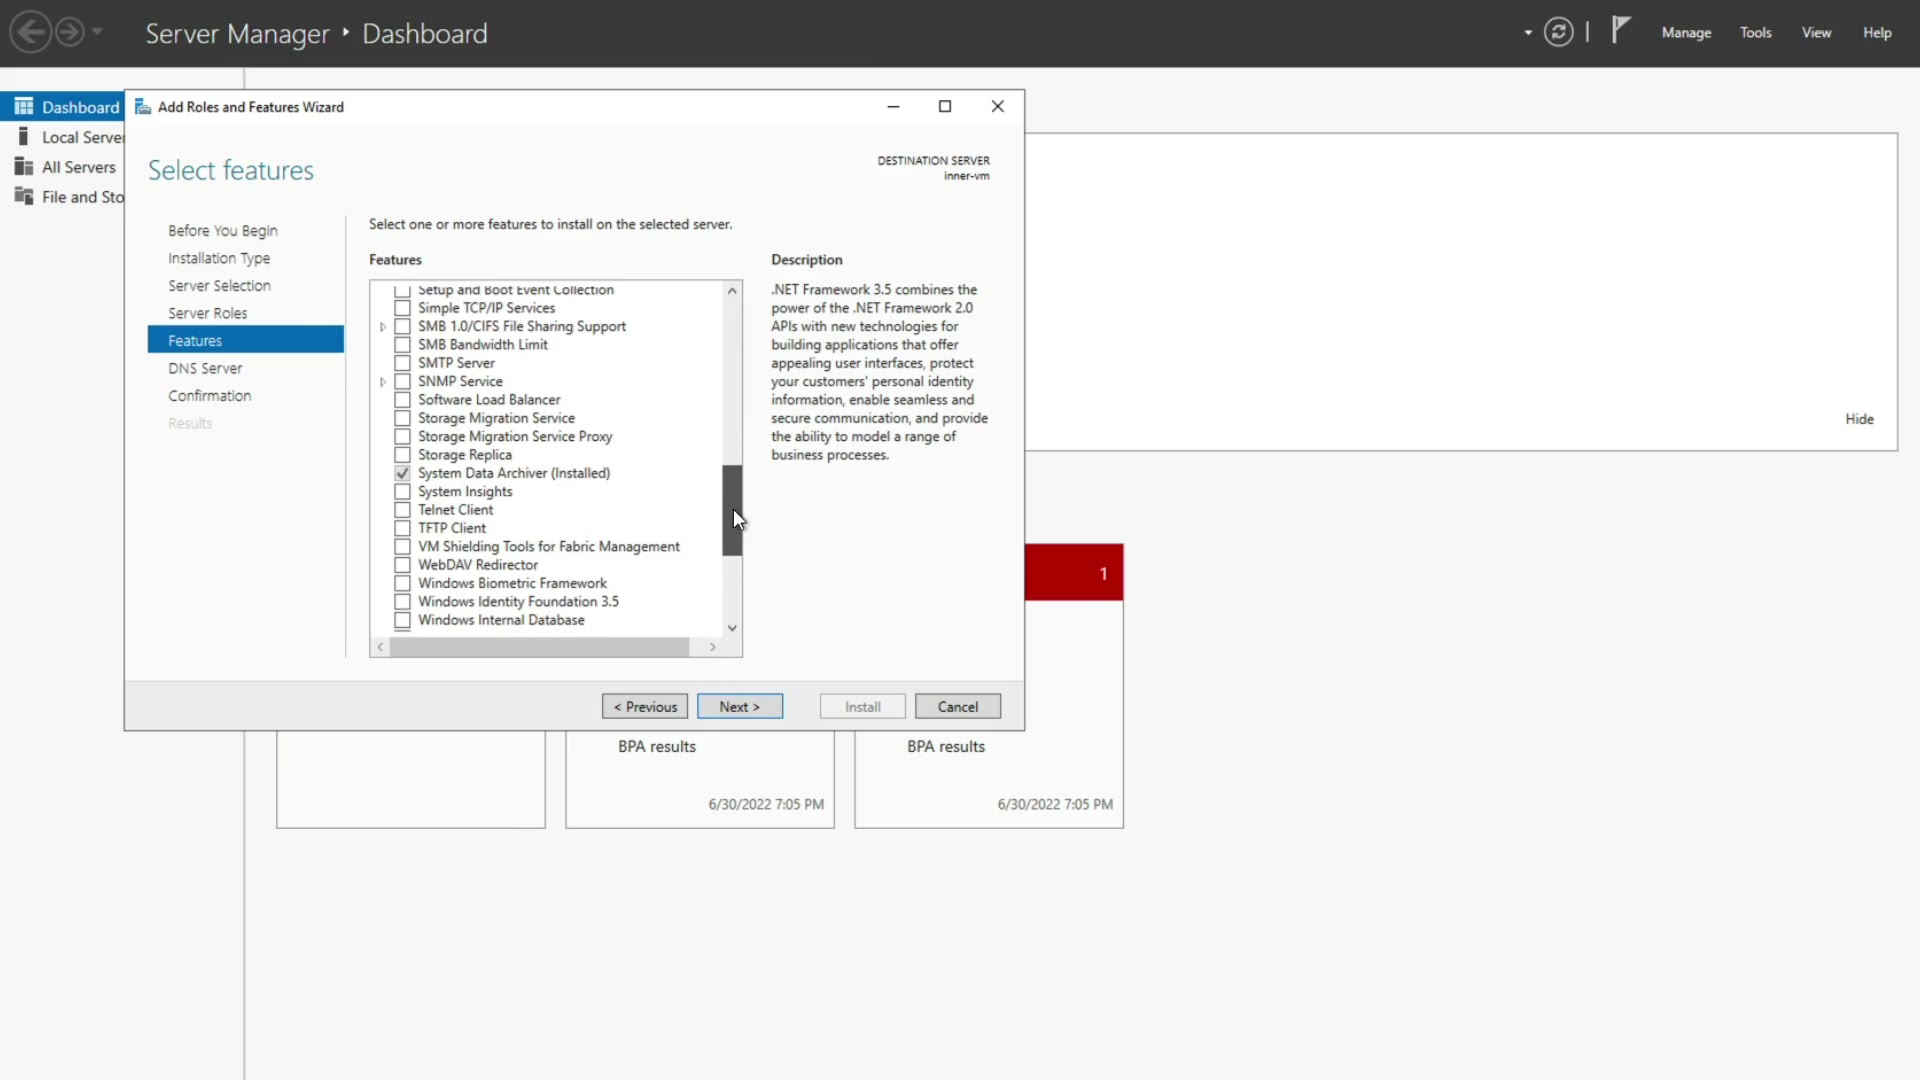 Server Manager ‣ Dashboard
Manage Tools View Help
Dashboard
Local Server
All Servers
File and Sto
Add Roles and Features Wizard
Select features
DESTINATION SERVER
inner-vm
Before You Begin
Installation Type
Server Selection
Server Roles
Features
DNS Server
Confirmation
Results
Select one or more features to install on the selected server.
Features
Setup and Boot Event Collection
Simple TCP/IP Services
SMB 1.0/CIFS File Sharing Support
SMB Bandwidth Limit
SMTP Server
SNMP Service
Software Load Balancer
Storage Migration Service
Storage Migration Service Proxy
Storage Replica
System Data Archiver (Installed)
System Insights
Telnet Client
TFTP Client
VM Shielding Tools for Fabric Management
WebDAV Redirector
Windows Biometric Framework
Windows Identity Foundation 3.5
Windows Internal Database
Description
.NET Framework 3.5 combines the
power of the .NET Framework 2.0
APIs with new technologies for
building applications that offer
appealing user interfaces, protect
your customers' personal identity
information, enable seamless and
secure communication, and provide
the ability to model a range of
business processes.
< Previous
Next >
Install
Cancel
Hide
1
BPA results
6/30/2022 7:05 PM
BPA results
6/30/2022 7:05 PM